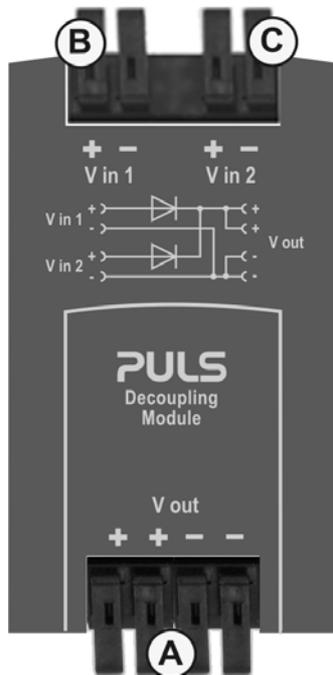 B C
+ - + -
V in 1 V in 2
V in 1 + - + + V out
V in 2 + - - -
PULS
Decoupling
Module
V out
+ + - -
A